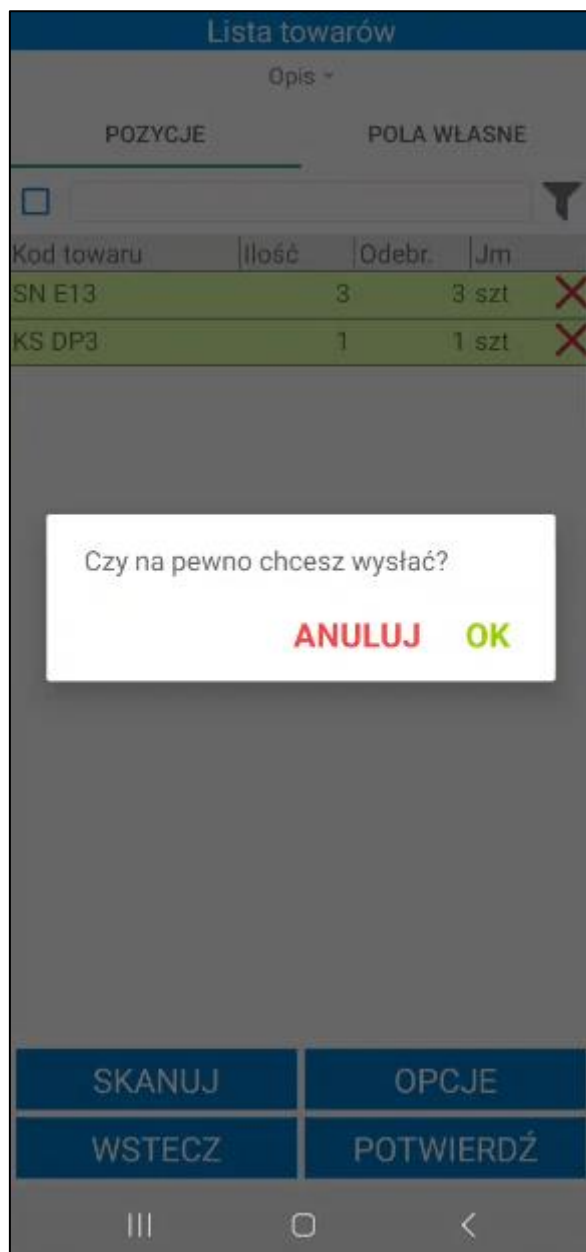 Lista towarów
Opis
POZYCJE POLA WŁASNE
Kod towaru Ilość Odebr. Jm
SN E13 3 3 szt
KS DP3 1 1 szt
Czy na pewno chcesz wysłać?
ANULUJ OK
SKANUJ OPCJE
WSTECZ POTWIERDŹ